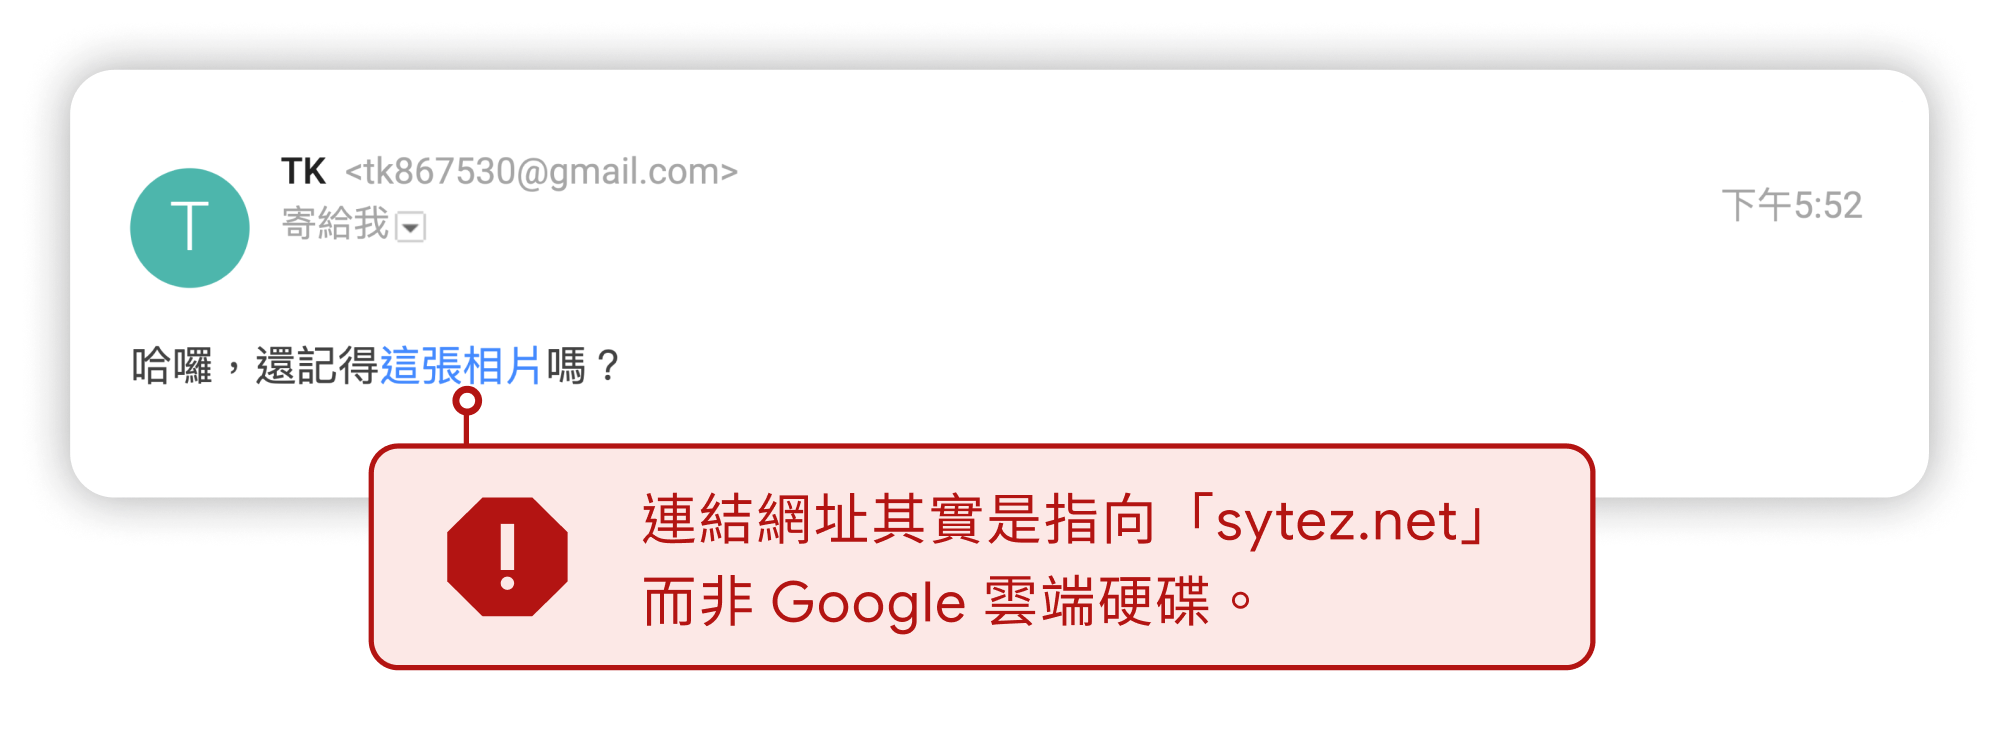 T
TK <tk867530@gmail.com>
寄給我
下午5:52
哈囉，還記得這張相片嗎？
連結網址其實是指向「sytez.net」
而非 Google 雲端硬碟。